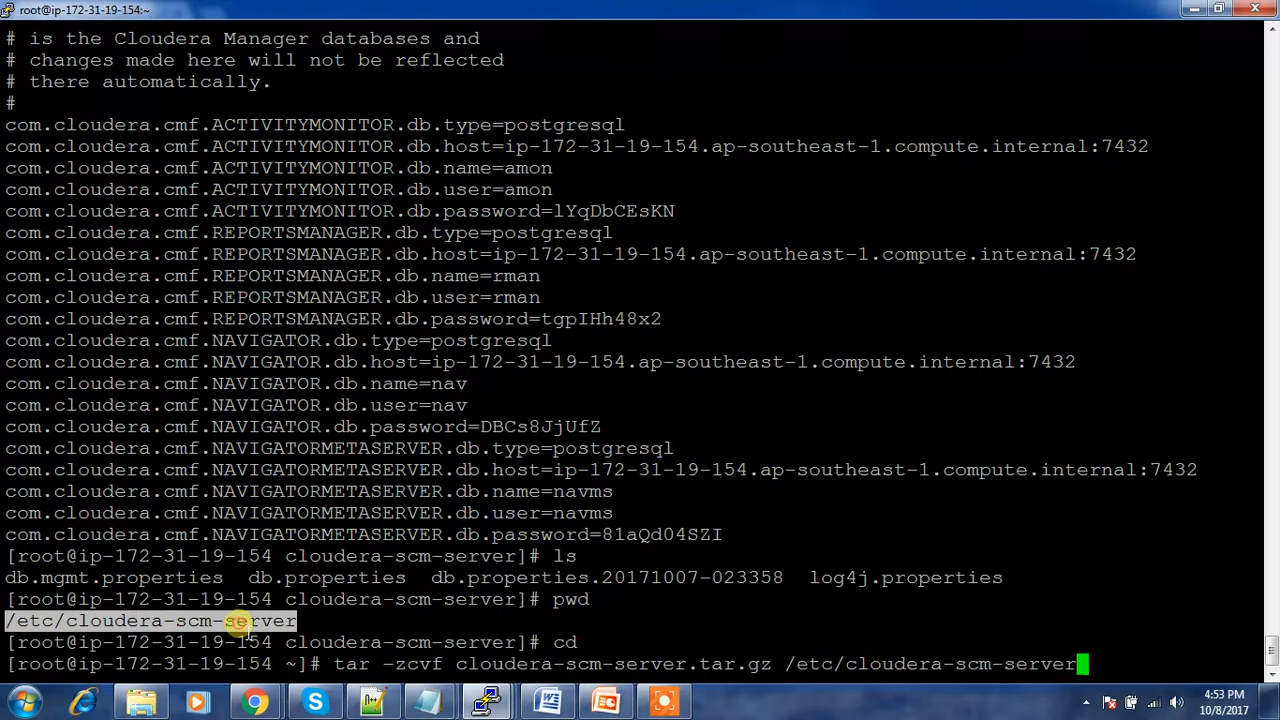 root@ip-172-31-19-154:~
# is the Cloudera Manager databases and
# changes made here will not be reflected
# there automatically.
#
com.cloudera.cmf.ACTIVITYMONITOR.db.type=postgresql
com.cloudera.cmf.ACTIVITYMONITOR.db.host=ip-172-31-19-154.ap-southeast-1.compute.internal:7432
com.cloudera.cmf.ACTIVITYMONITOR.db.name=amon
com.cloudera.cmf.ACTIVITYMONITOR.db.user=amon
com.cloudera.cmf.ACTIVITYMONITOR.db.password=lYqDbCEsKN
com.cloudera.cmf.REPORTSMANAGER.db.type=postgresql
com.cloudera.cmf.REPORTSMANAGER.db.host=ip-172-31-19-154.ap-southeast-1.compute.internal:7432
com.cloudera.cmf.REPORTSMANAGER.db.name=rman
com.cloudera.cmf.REPORTSMANAGER.db.user=rman
com.cloudera.cmf.REPORTSMANAGER.db.password=tgpIHh48x2
com.cloudera.cmf.NAVIGATOR.db.type=postgresql
com.cloudera.cmf.NAVIGATOR.db.host=ip-172-31-19-154.ap-southeast-1.compute.internal:7432
com.cloudera.cmf.NAVIGATOR.db.name=nav
com.cloudera.cmf.NAVIGATOR.db.user=nav
com.cloudera.cmf.NAVIGATOR.db.password=DBCs8JjUfZ
com.cloudera.cmf.NAVIGATORMETASERVER.db.type=postgresql
com.cloudera.cmf.NAVIGATORMETASERVER.db.host=ip-172-31-19-154.ap-southeast-1.compute.internal:7432
com.cloudera.cmf.NAVIGATORMETASERVER.db.name=navms
com.cloudera.cmf.NAVIGATORMETASERVER.db.user=navms
com.cloudera.cmf.NAVIGATORMETASERVER.db.password=81aQd04SZI
[root@ip-172-31-19-154 cloudera-scm-server]# ls
db.mgmt.properties  db.properties  db.properties.20171007-023358  log4j.properties
[root@ip-172-31-19-154 cloudera-scm-server]# pwd
/etc/cloudera-scm-server
[root@ip-172-31-19-154 cloudera-scm-server]# cd
[root@ip-172-31-19-154 ~]# tar -zcvf cloudera-scm-server.tar.gz /etc/cloudera-scm-server
4:53 PM
10/8/2017